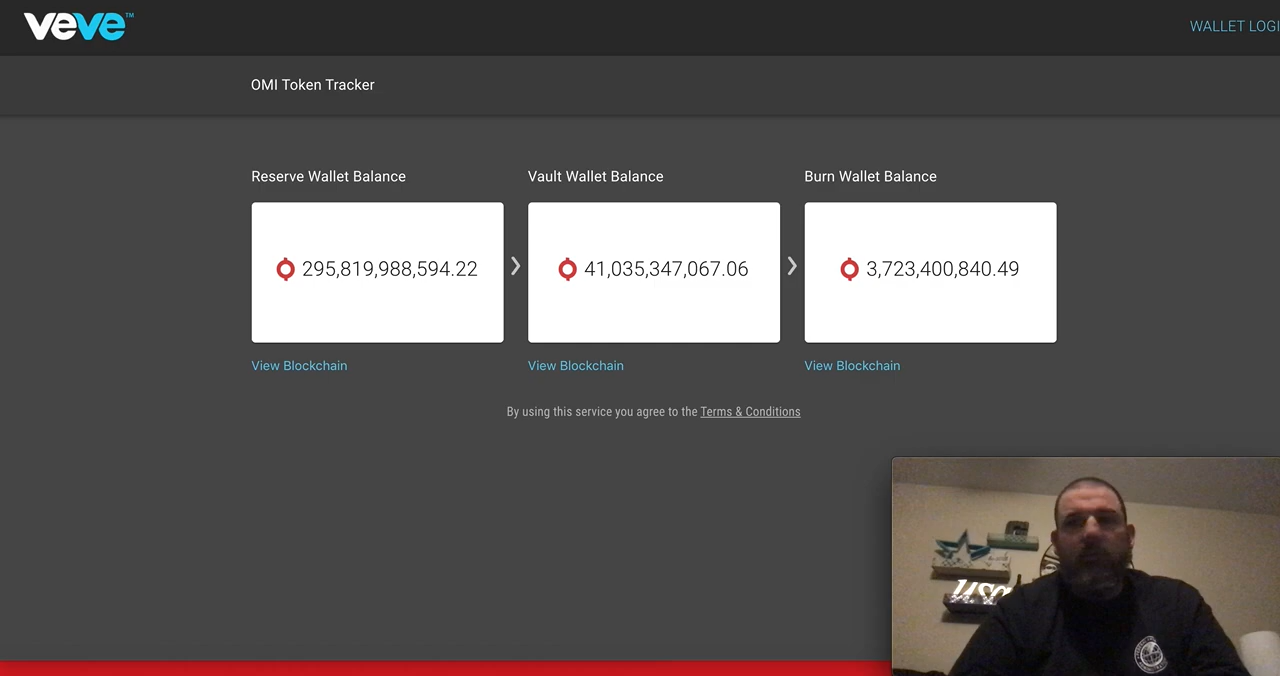 veve™
WALLET LOGI
OMI Token Tracker
Reserve Wallet Balance
Vault Wallet Balance
Burn Wallet Balance
295,819,988,594.22
41,035,347,067.06
3,723,400,840.49
View Blockchain
View Blockchain
View Blockchain
By using this service you agree to the Terms & Conditions
usa